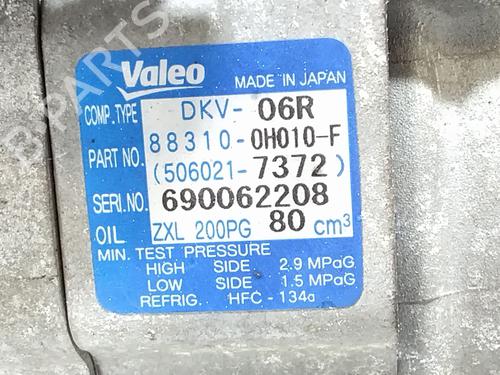 Valeo MADE IN JAPAN
COMP.TYPE DKV- 06R
PART NO. 88310-0H010-F
(506021-7372)
SERI.NO. 690062208
OIL ZXL 200PG 80 cm³
MIN. TEST PRESSURE
HIGH SIDE 2.9 MPaG
LOW SIDE 1.5 MPaG
REFRIG. HFC-134a
B-PARTS